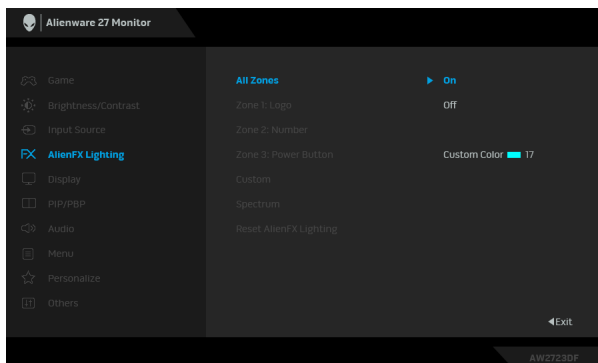 Alienware 27 Monitor
Game
All Zones
On
Brightness/Contrast
Zone 1: Logo
Off
Input Source
Zone 2: Number
FX AlienFX Lighting
Zone 3: Power Button
Custom Color 17
Display
Custom
PIP/PBP
Spectrum
Audio
Reset AlienFX Lighting
Menu
Personalize
Others
Exit
AW2723DF